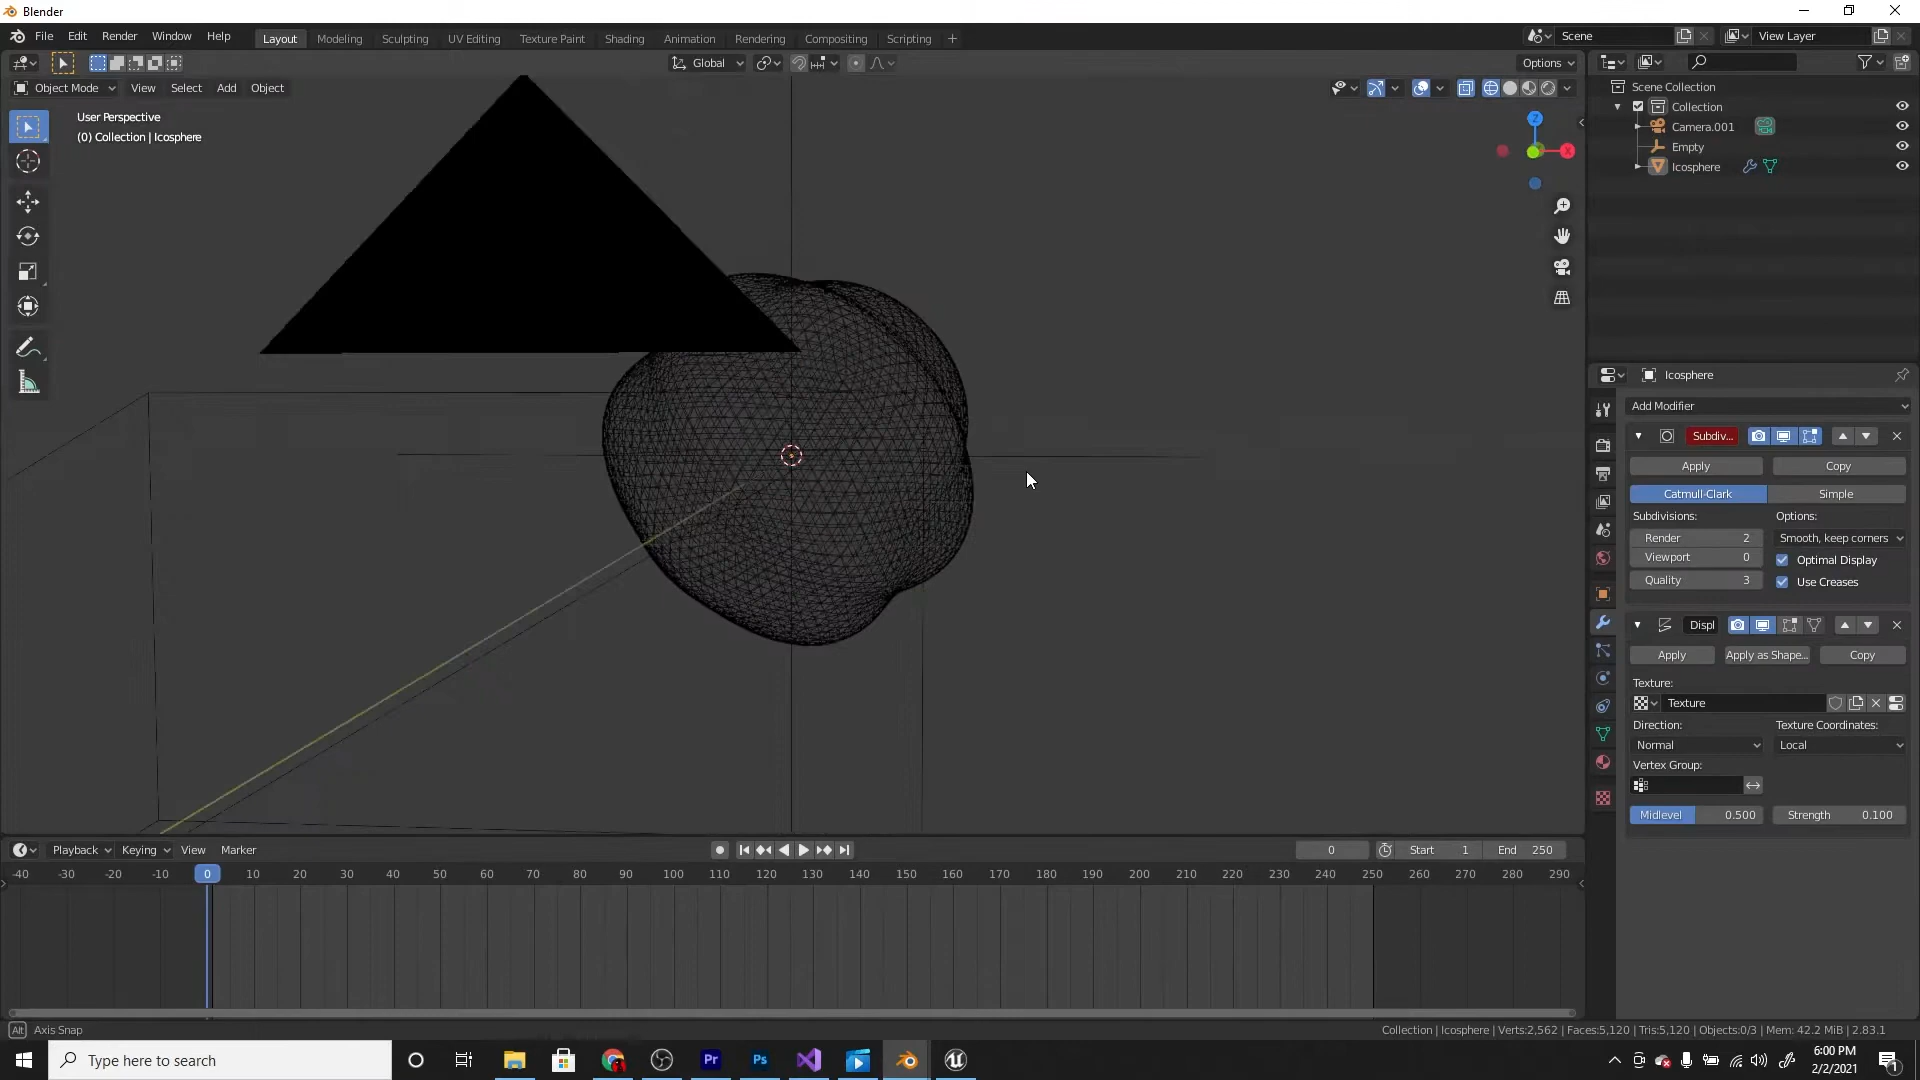 Blender
File Edit Render Window Help
Layout Modeling Sculpting UV Editing Texture Paint Shading Animation Rendering Compositing Scripting +
Scene
View Layer
Global
Options
Object Mode View Select Add Object
User Perspective
(0) Collection | Icosphere
Z
X
Scene Collection
Collection
Camera.001
Empty
Icosphere
Icosphere
Add Modifier
Subdiv...
Apply Copy
Catmull-Clark Simple
Subdivisions: Options:
Render 2 Smooth, keep corners
Viewport 0 Optimal Display
Quality 3 Use Creases
Displ
Apply Apply as Shape... Copy
Texture:
Texture
Direction: Texture Coordinates:
Normal Local
Vertex Group:
Midlevel 0.500 Strength 0.100
Playback Keying View Marker
0 Start 1 End 250
-40 -30 -20 -10 0 10 20 30 40 50 60 70 80 90 100 110 120 130 140 150 160 170 180 190 200 210 220 230 240 250 260 270 280 290
Alt Axis Snap
Collection | Icosphere | Verts:2,562 | Faces:5,120 | Tris:5,120 | Objects:0/3 | Mem: 42.2 MiB | 2.83.1
Type here to search
Pr
Ps
6:00 PM
2/2/2021
1